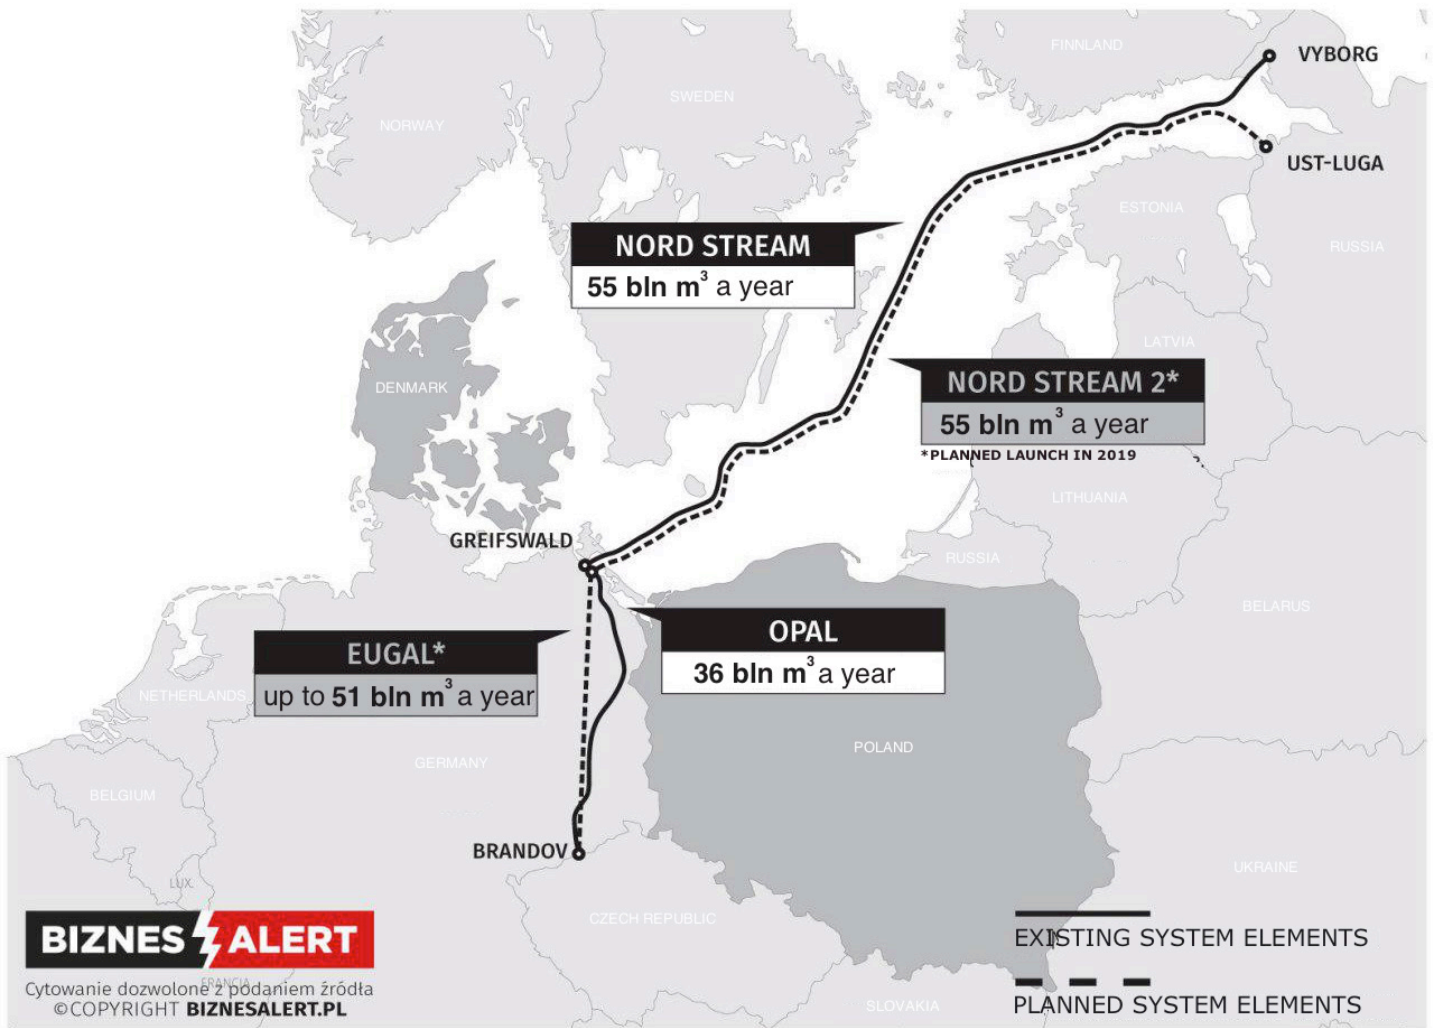 FINNLAND
VYBORG
SWEDEN
NORWAY
UST-LUGA
ESTONIA
RUSSIA
NORD STREAM
55 bln m³ a year
LATVIA
DENMARK
NORD STREAM 2*
55 bln m³ a year
*PLANNED LAUNCH IN 2019
LITHUANIA
GREIFSWALD
RUSSIA
BELARUS
OPAL
36 bln m³ a year
EUGAL*
up to 51 bln m³ a year
NETHERLANDS
POLAND
GERMANY
BELGIUM
BRANDOV
UKRAINE
LUX.
CZECH REPUBLIC
BIZNES ALERT
EXISTING SYSTEM ELEMENTS
FRANCJA
Cytowanie dozwolone z podaniem źródła
©COPYRIGHT BIZNESALERT.PL
SLOVAKIA
PLANNED SYSTEM ELEMENTS